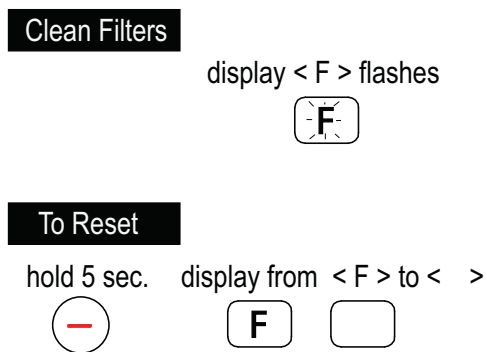 Clean Filters
display < F > flashes
F
To Reset
hold 5 sec. display from < F > to < >
F